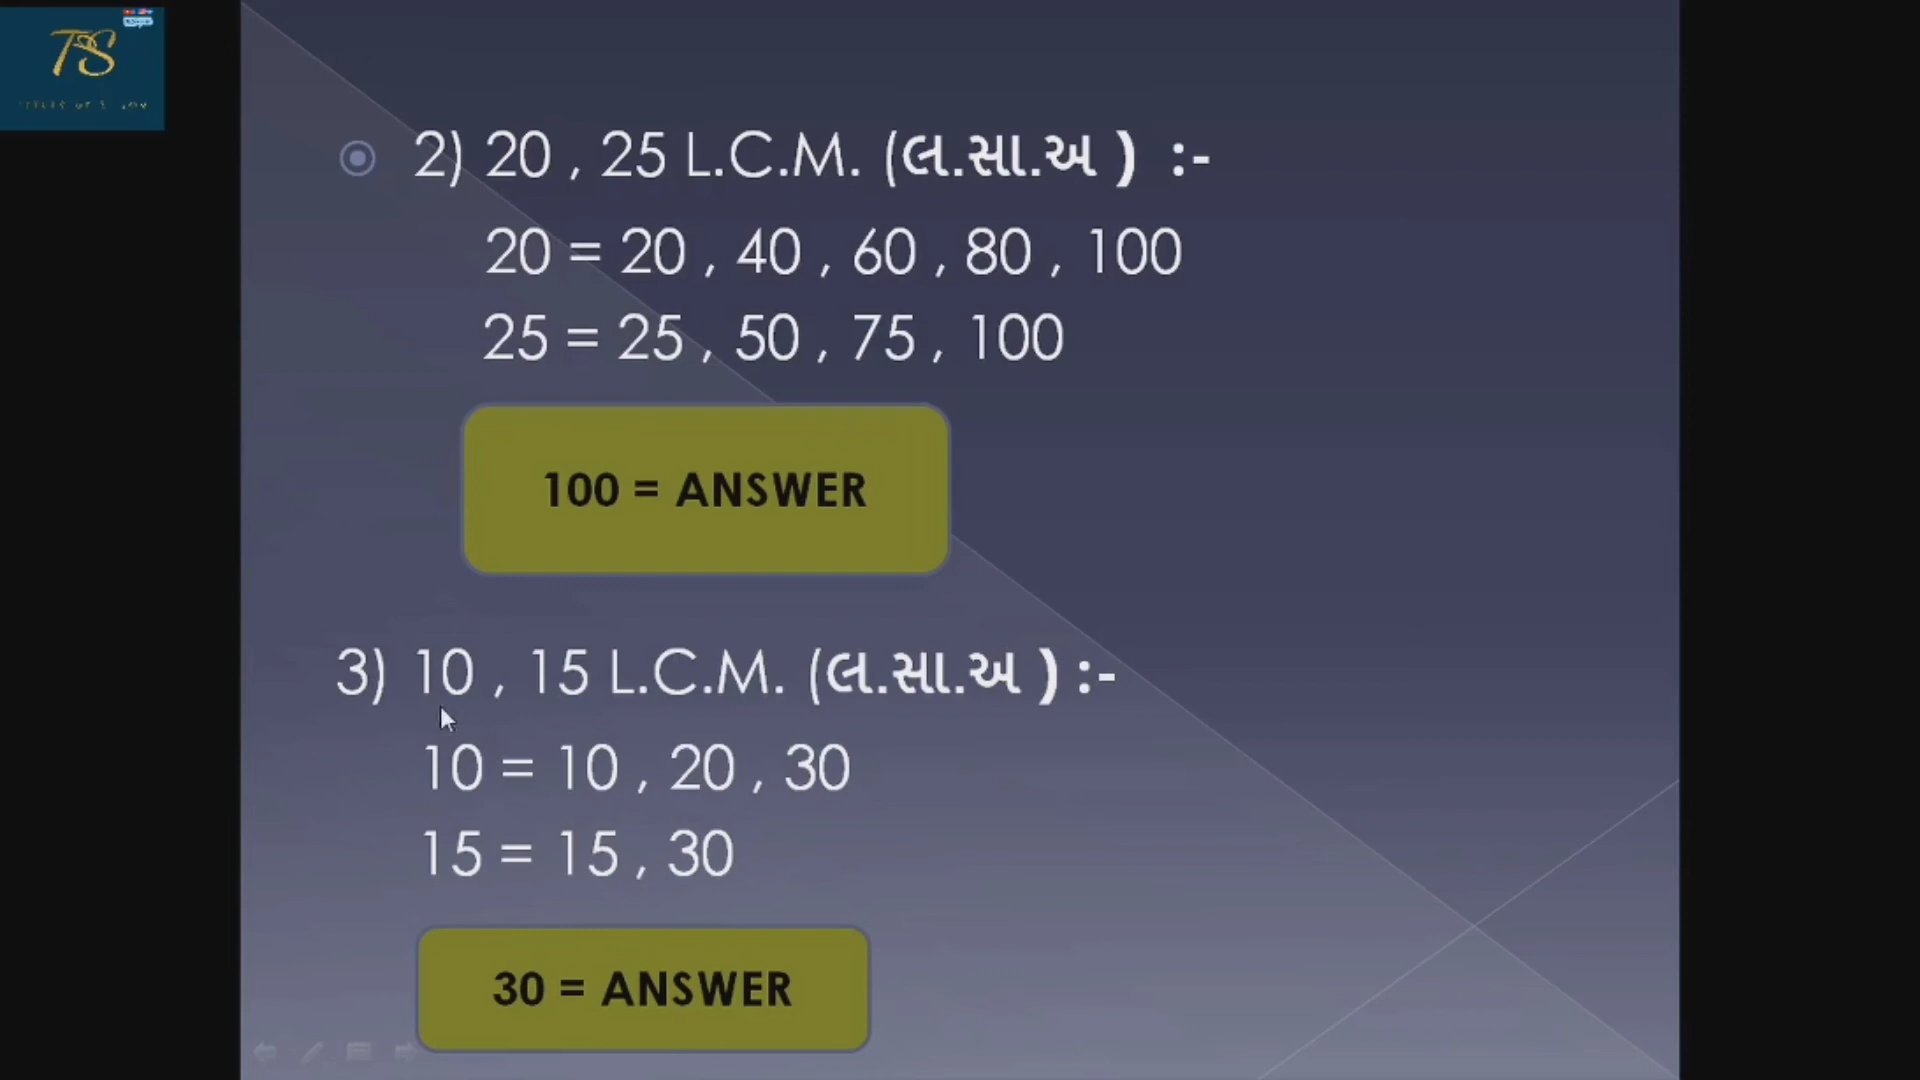 TS
2) 20 , 25 L.C.M. (લ.સા.અ ) :-
20 = 20 , 40 , 60 , 80 , 100
25 = 25 , 50 , 75 , 100
100 = ANSWER
3) 10 , 15 L.C.M. (લ.સા.અ ) :-
10 = 10 , 20 , 30
15 = 15 , 30
30 = ANSWER